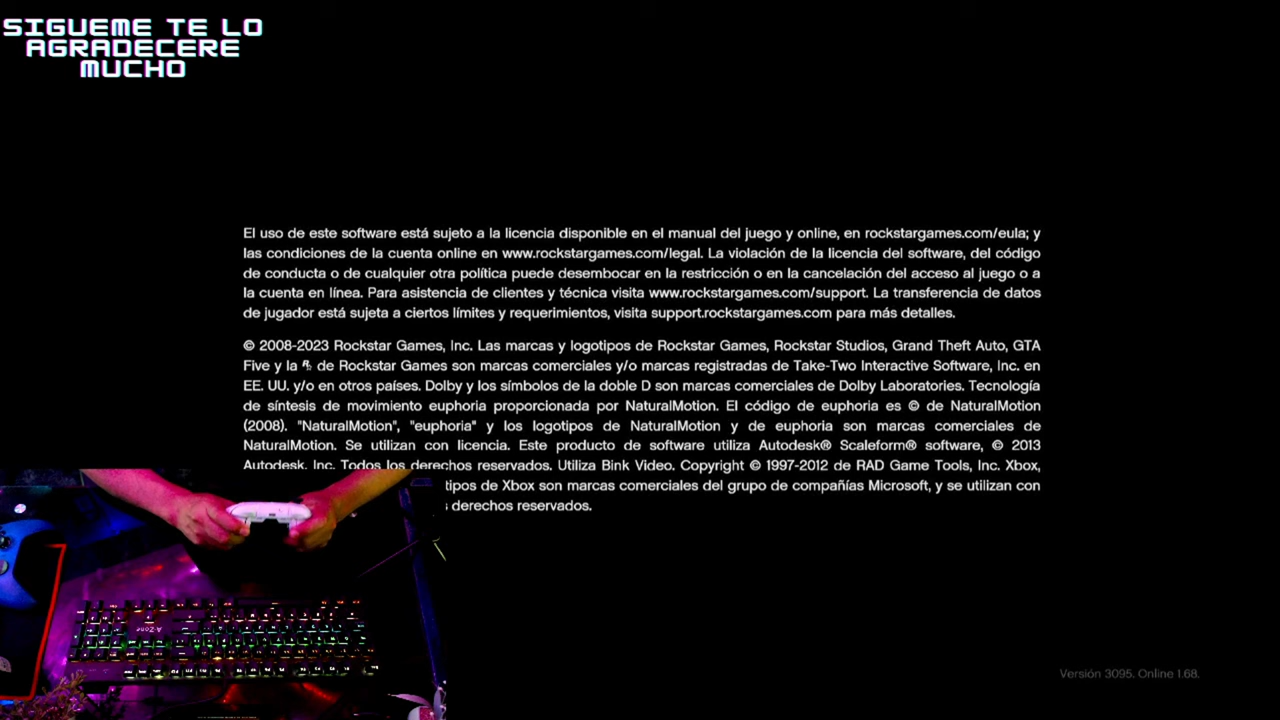 SIGUEME TE LO
AGRADECERE
MUCHO
El uso de este software está sujeto a la licencia disponible en el manual del juego y online, en rockstargames.com/eula; y
las condiciones de la cuenta online en www.rockstargames.com/legal. La violación de la licencia del software, del código
de conducta o de cualquier otra política puede desembocar en la restricción o en la cancelación del acceso al juego o a
la cuenta en línea. Para asistencia de clientes y técnica visita www.rockstargames.com/support. La transferencia de datos
de jugador está sujeta a ciertos límites y requerimientos, visita support.rockstargames.com para más detalles.
© 2008-2023 Rockstar Games, Inc. Las marcas y logotipos de Rockstar Games, Rockstar Studios, Grand Theft Auto, GTA
Five y la R* de Rockstar Games son marcas comerciales y/o marcas registradas de Take-Two Interactive Software, Inc. en
EE. UU. y/o en otros países. Dolby y los símbolos de la doble D son marcas comerciales de Dolby Laboratories. Tecnología
de síntesis de movimiento euphoria proporcionada por NaturalMotion. El código de euphoria es © de NaturalMotion
(2008). "NaturalMotion", "euphoria" y los logotipos de NaturalMotion y de euphoria son marcas comerciales de
NaturalMotion. Se utilizan con licencia. Este producto de software utiliza Autodesk® Scaleform® software, © 2013
Autodesk, Inc. Todos los derechos reservados. Utiliza Bink Video. Copyright © 1997-2012 de RAD Game Tools, Inc. Xbox,
tipos de Xbox son marcas comerciales del grupo de compañías Microsoft, y se utilizan con
derechos reservados.
A-Zone
Versión 3095. Online 1.68.